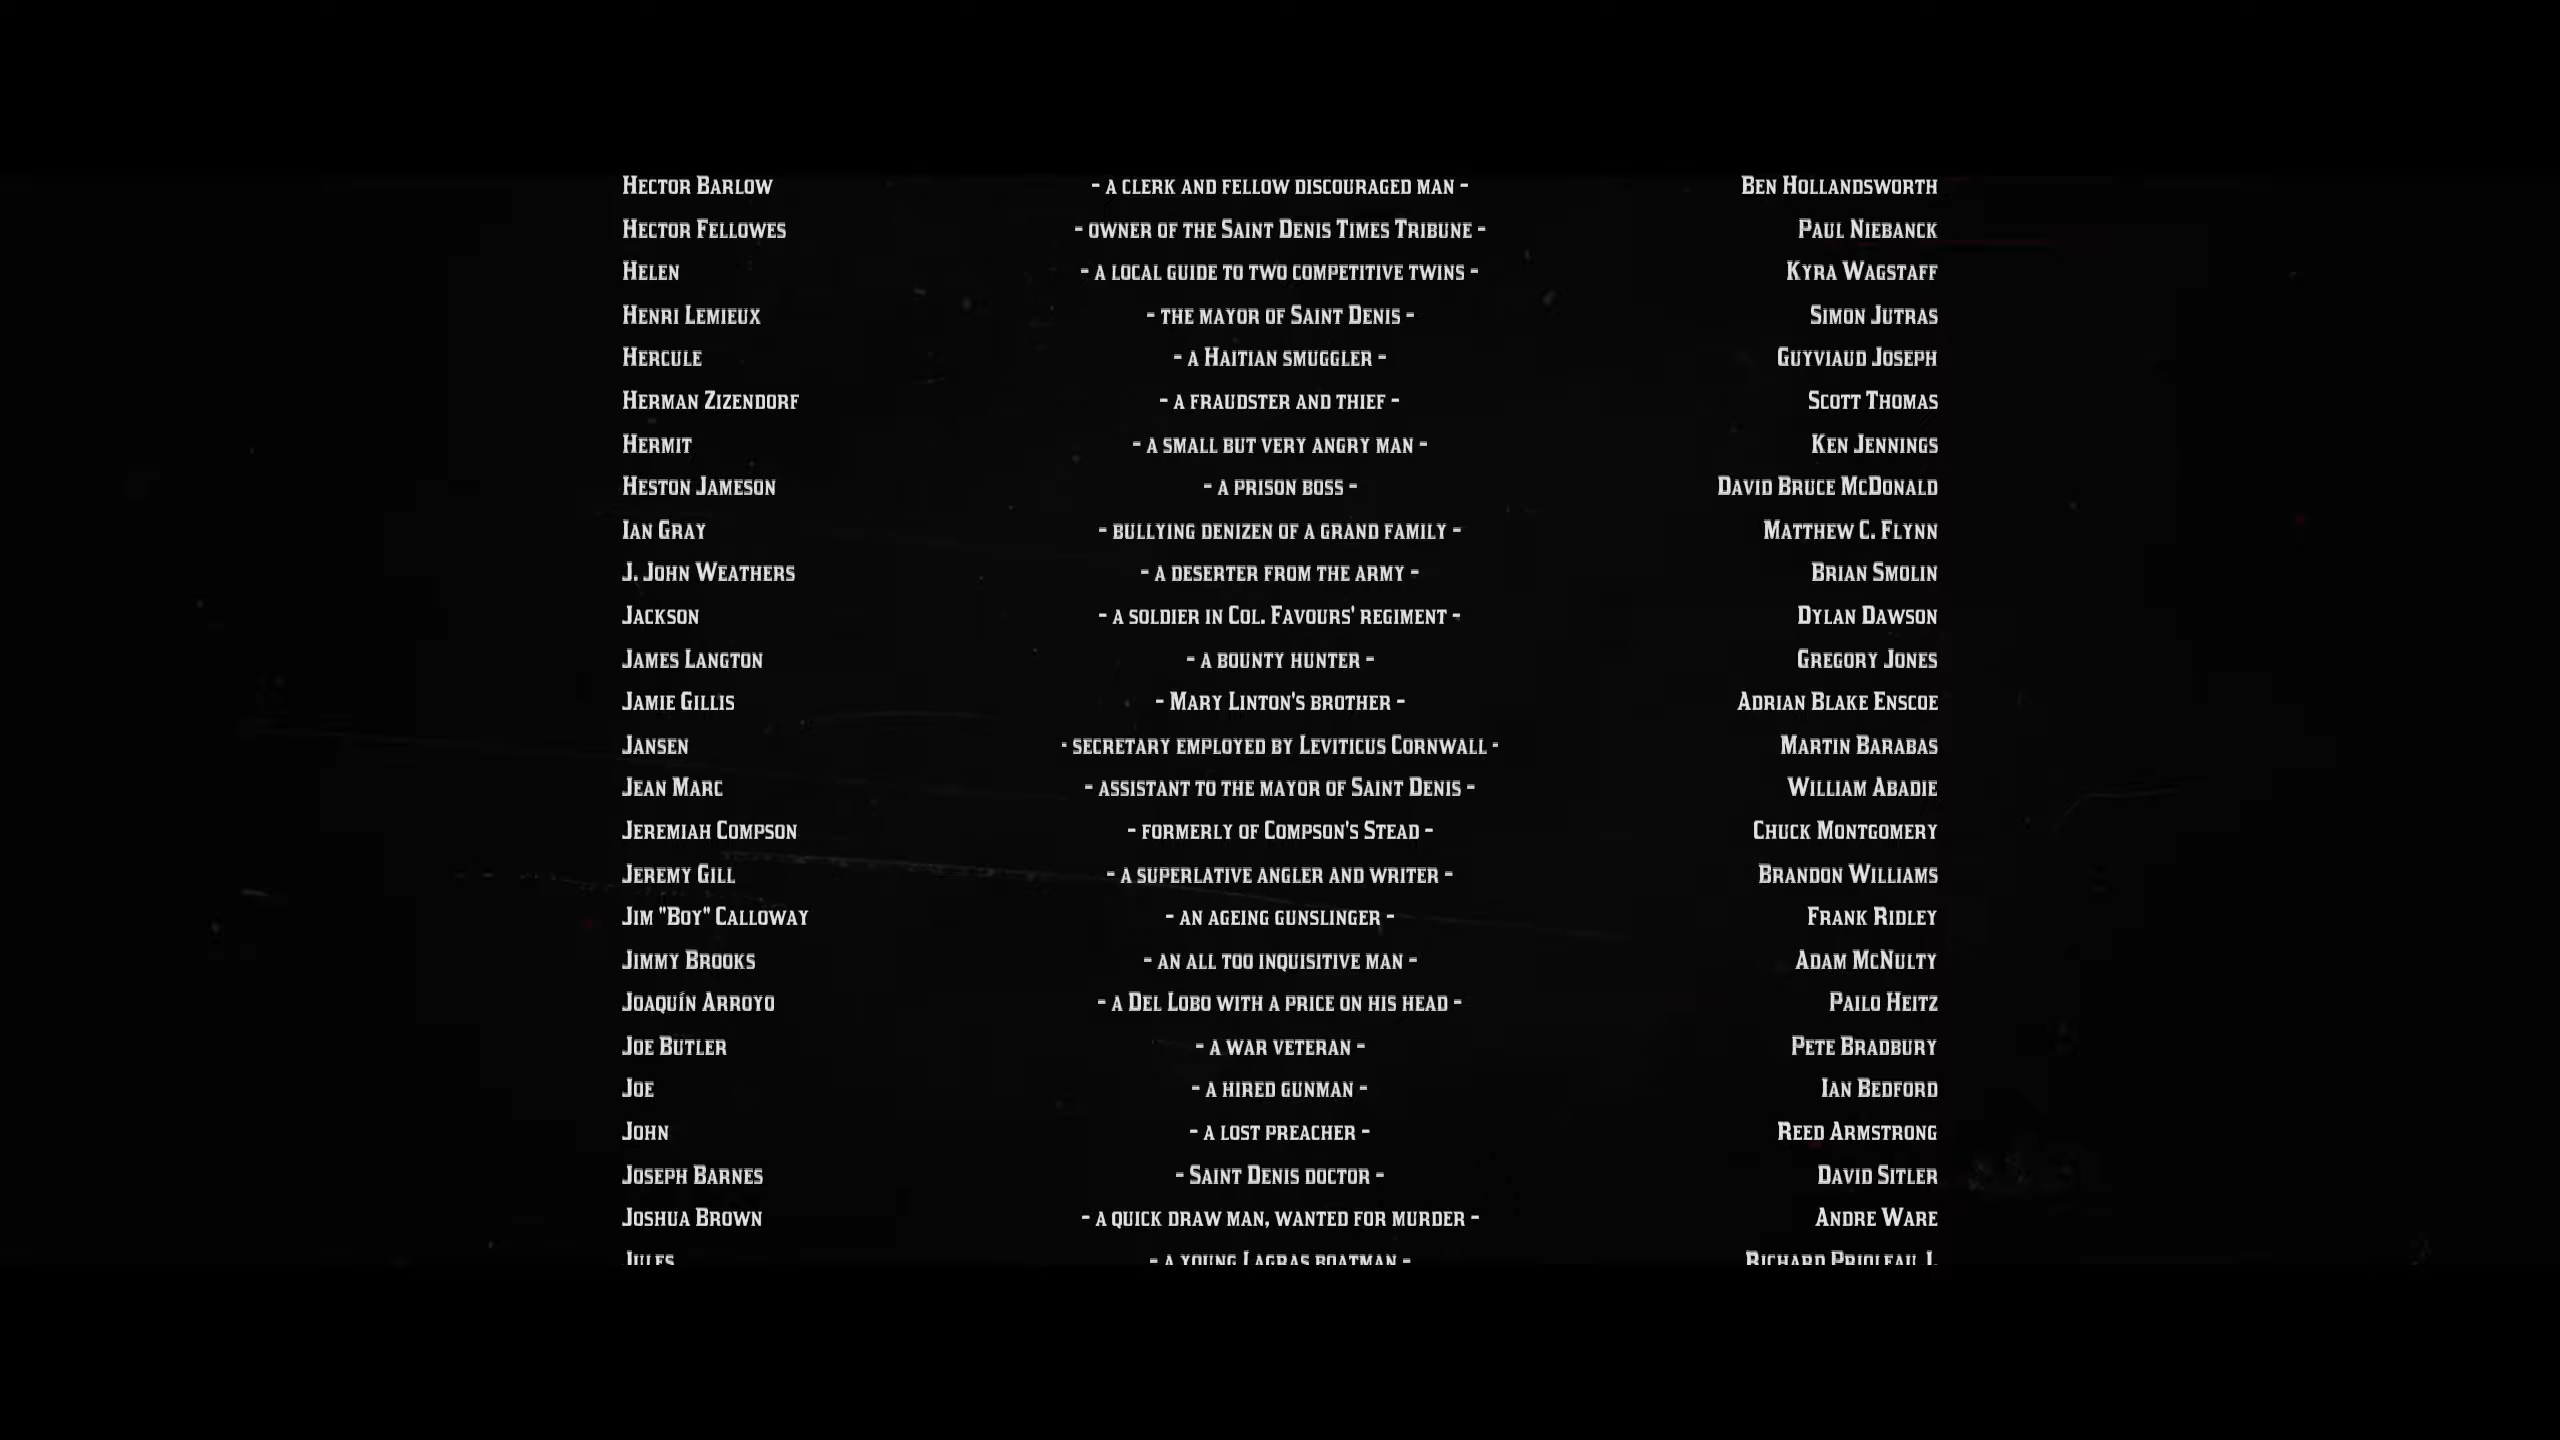 Hector Barlow - a clerk and fellow discouraged man - Ben Hollandsworth
Hector Fellowes - owner of the Saint Denis Times Tribune - Paul Niebanck
Helen - a local guide to two competitive twins - Kyra Wagstaff
Henri Lemieux - the mayor of Saint Denis - Simon Jutras
Hercule - a Haitian smuggler - Guyviaud Joseph
Herman Zizendorf - a fraudster and thief - Scott Thomas
Hermit - a small but very angry man - Ken Jennings
Heston Jameson - a prison boss - David Bruce McDonald
Ian Gray - bullying denizen of a grand family - Matthew C. Flynn
J. John Weathers - a deserter from the army - Brian Smolin
Jackson - a soldier in Col. Favours' regiment - Dylan Dawson
James Langton - a bounty hunter - Gregory Jones
Jamie Gillis - Mary Linton's brother - Adrian Blake Enscoe
Jansen - secretary employed by Leviticus Cornwall - Martin Barabas
Jean Marc - assistant to the mayor of Saint Denis - William Abadie
Jeremiah Compson - formerly of Compson's Stead - Chuck Montgomery
Jeremy Gill - a superlative angler and writer - Brandon Williams
Jim "Boy" Calloway - an ageing gunslinger - Frank Ridley
Jimmy Brooks - an all too inquisitive man - Adam McNulty
Joaquín Arroyo - a Del Lobo with a price on his head - Pailo Heitz
Joe Butler - a war veteran - Pete Bradbury
Joe - a hired gunman - Ian Bedford
John - a lost preacher - Reed Armstrong
Joseph Barnes - Saint Denis doctor - David Sitler
Joshua Brown - a quick draw man, wanted for murder - Andre Ware
Jules - a young Lagras boatman - Richard Prioleau J.